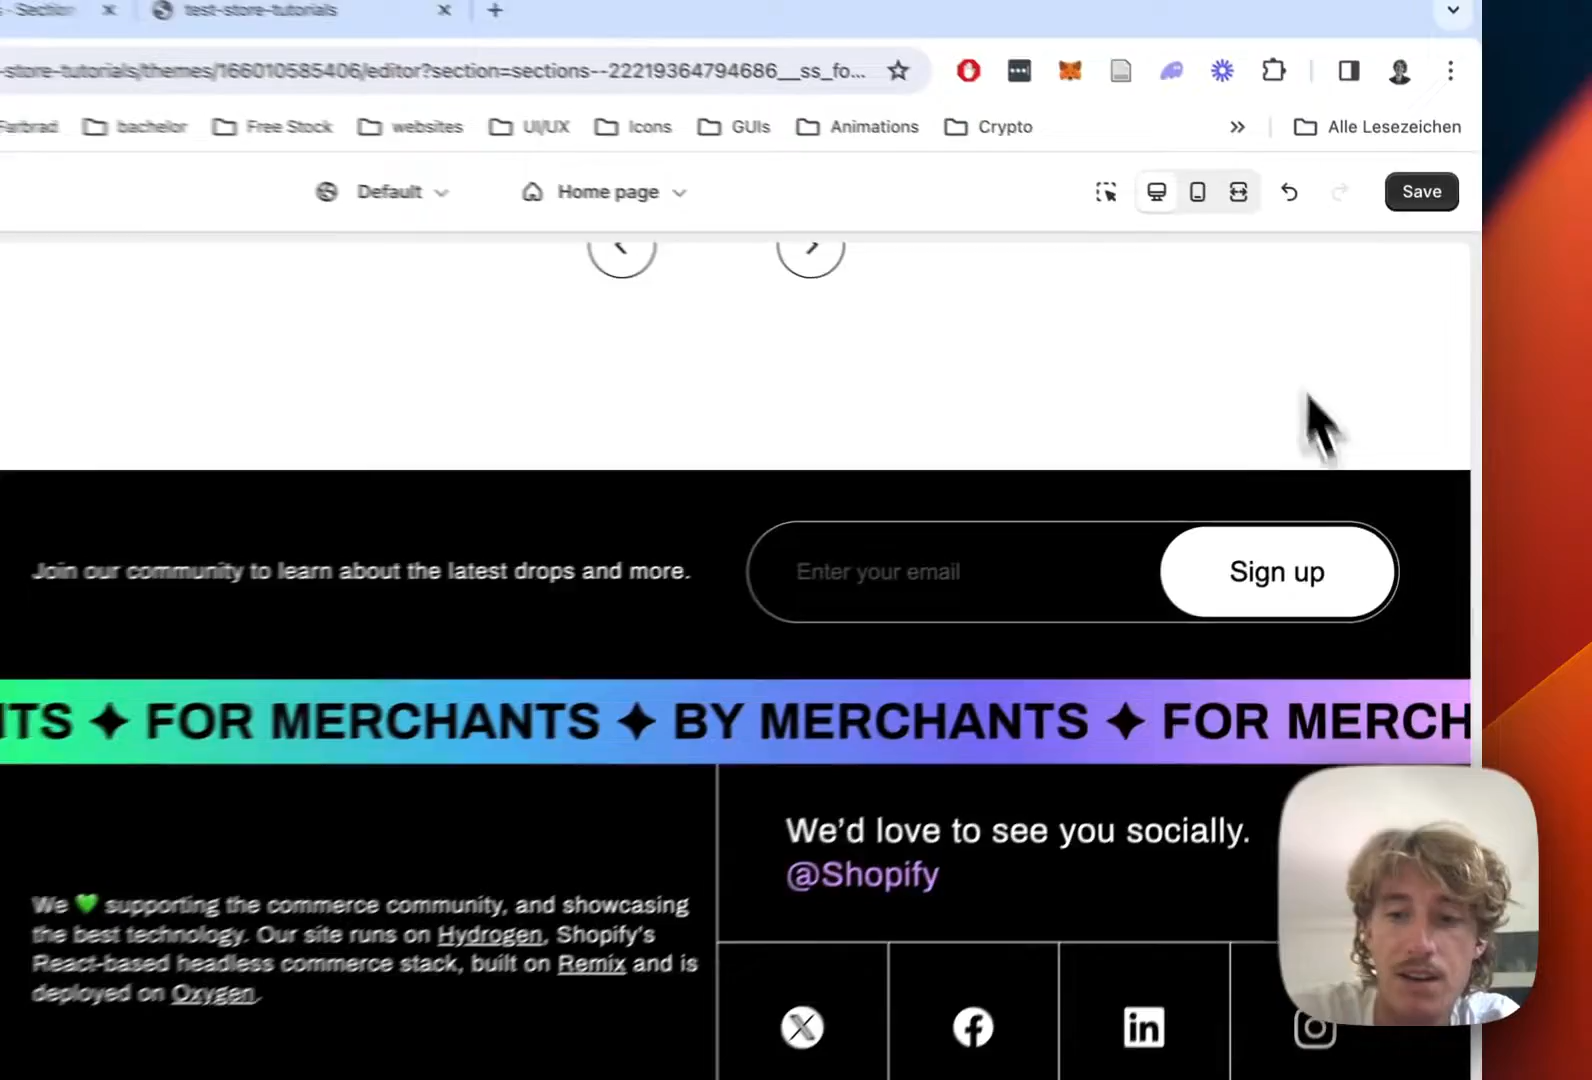 - Section
test-store-tutorials
-store-tutorials/themes/166010585406/editor?section=sections--22219364794686__ss_fo...
Farbrad bachelor Free Stock websites UI/UX Icons GUIs Animations Crypto Alle Lesezeichen
Default Home page Save
Join our community to learn about the latest drops and more.
Enter your email
Sign up
ITS ✦ FOR MERCHANTS ✦ BY MERCHANTS ✦ FOR MERCH
We’d love to see you socially.
@Shopify
We 💚 supporting the commerce community, and showcasing
the best technology. Our site runs on Hydrogen, Shopify’s
React-based headless commerce stack, built on Remix and is
deployed on Oxygen.